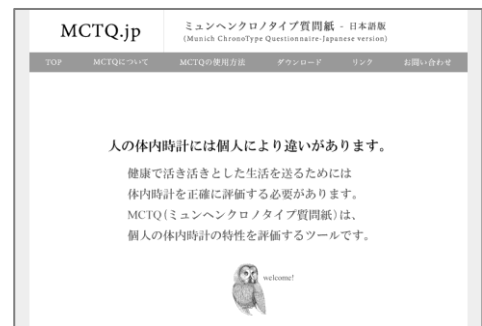 MCTQ.jp
ミュンヘンクロノタイプ質問紙 - 日本語版
(Munich ChronoType Questionnaire-Japanese version)
TOP MCTQについて MCTQの使用方法 ダウンロード リンク お問い合わせ
人の体内時計には個人により違いがあります。
健康で活き活きとした生活を送るためには
体内時計を正確に評価する必要があります。
MCTQ(ミュンヘンクロノタイプ質問紙)は、
個人の体内時計の特性を評価するツールです。
welcome!